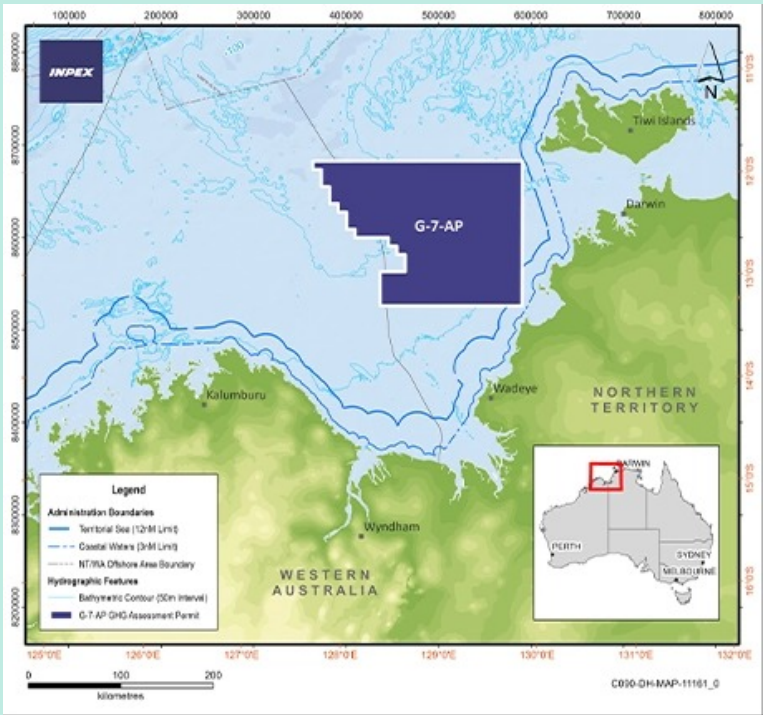 100000 200000 300000 400000 500000 600000 700000 800000
8800000
INPEX
-100
11°0'S
N
Tiwi Islands
8700000
12°0'S
G-7-AP
Darwin
8600000
13°0'S
8500000
14°0'S
Kalumburu
Wadeye
NORTHERN
TERRITORY
8400000
Legend
Administration Boundaries
Territorial Sea (12nM Limit)
Coastal Waters (3nM Limit)
NT/WA Offshore Area Boundary
Hydrographic Features
Bathymetric Contour (50m Interval)
G-7-AP GHG Assessment Permit
DARWIN
PERTH
SYDNEY
MELBOURNE
15°0'S
8300000
Wyndham
WESTERN
AUSTRALIA
16°0'S
8200000
125°0'E 126°0'E 127°0'E 128°0'E 129°0'E 130°0'E 131°0'E 132°0'E
0 100 200
kilometres
C090-DH-MAP-11161_0